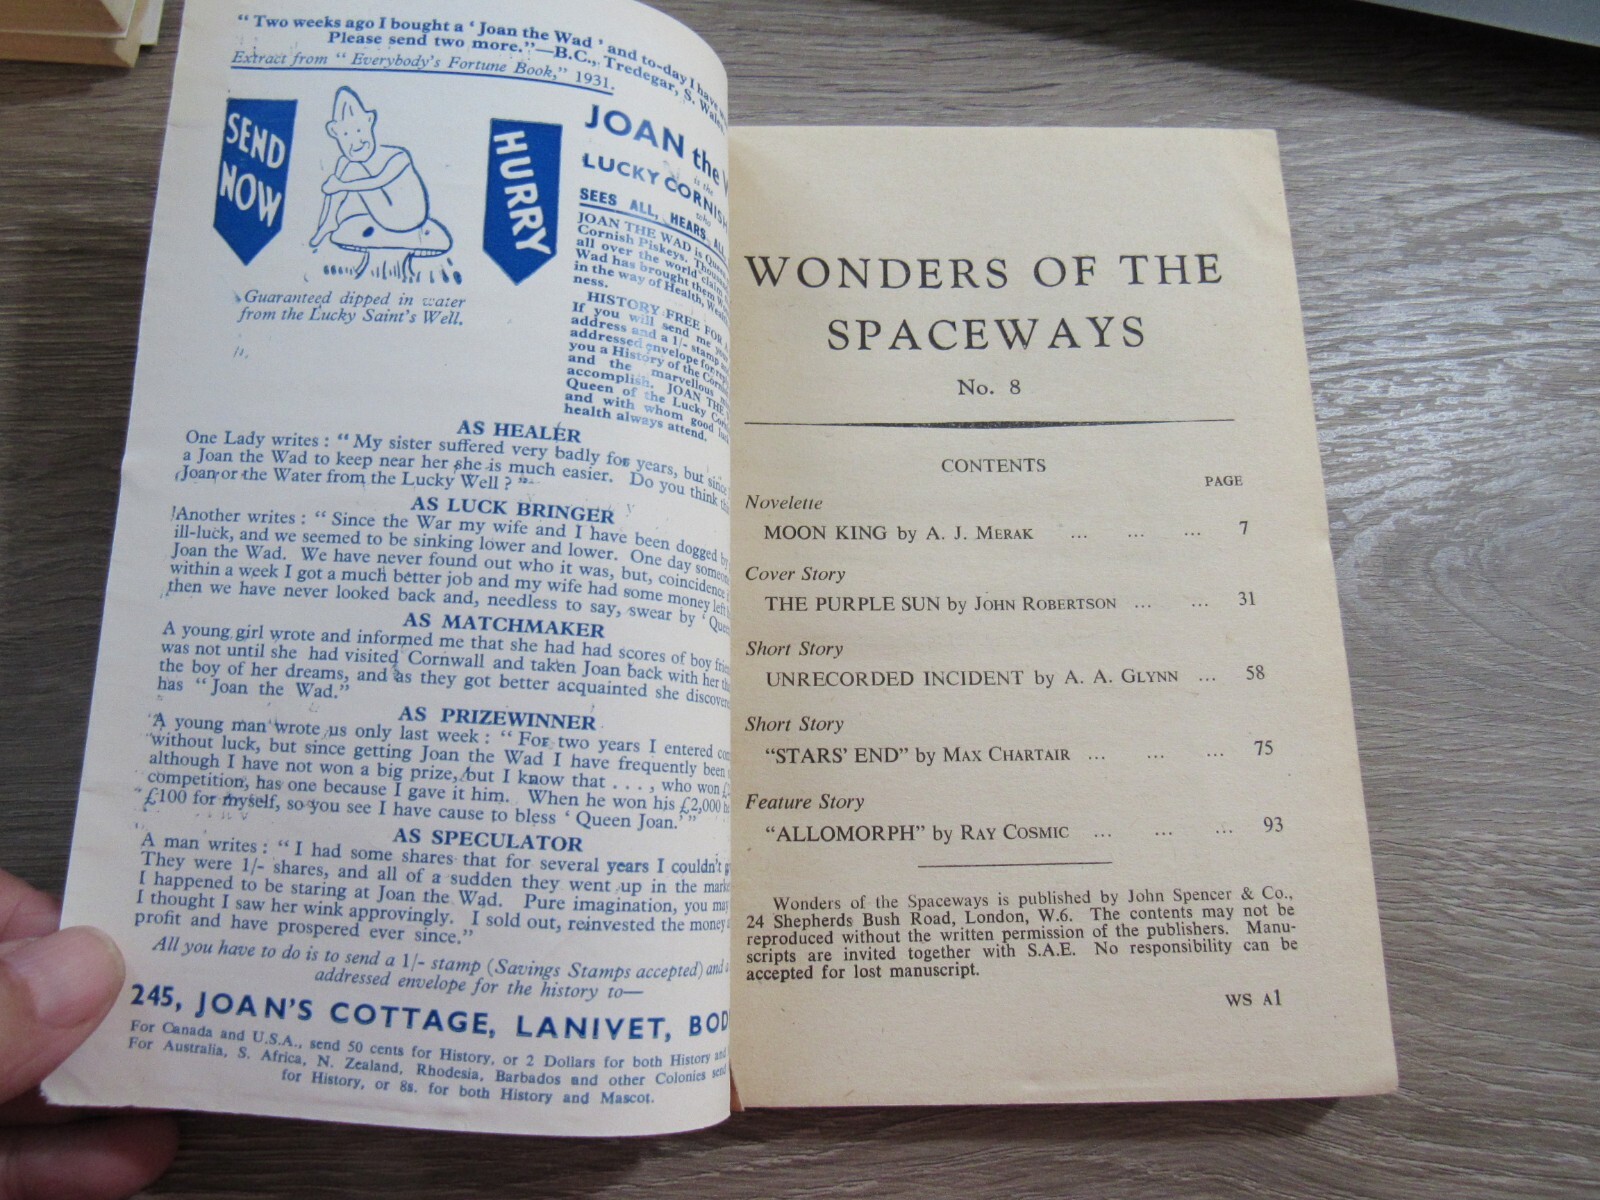 "Two weeks ago I bought a 'Joan the Wad' and to-day I have
Please send two more."—B.C., Tredegar, S. Wales.
Extract from "Everybody's Fortune Book," 1931.
SEND
NOW
HURRY
Guaranteed dipped in water
from the Lucky Saint's Well.
JOAN the
is the
LUCKY CORNISH
who
SEES ALL, HEARS ALL
JOAN THE WAD is Queen
Cornish Piskeys.
all over the world claim
Wad has brought them
in the way of Health,
ness.
HISTORY FREE FOR A
If you will send me your
address and a 1/- stamp and
addressed envelope for
you a History of the
and the marvellous
accomplish. JOAN THE
Queen of the Lucky
and with whom good luck
health always attend.
AS HEALER
One Lady writes : "My sister suffered very badly for years, but since
a Joan the Wad to keep near her she is much easier. Do you think
Joan or the Water from the Lucky Well ? "
AS LUCK BRINGER
Another writes : "Since the War my wife and I have been dogged by
ill-luck, and we seemed to be sinking lower and lower. One day
Joan the Wad. We have never found out who it was, but, coincidence
within a week I got a much better job and my wife had some money left
then we have never looked back and, needless to say, swear by '
AS MATCHMAKER
A young girl wrote and informed me that she had had scores of boy
was not until she had visited Cornwall and taken Joan back with her
the boy of her dreams, and as they got better acquainted she
has "Joan the Wad."
AS PRIZEWINNER
A young man wrote us only last week : "For two years I entered
without luck, but since getting Joan the Wad I have frequently been
although I have not won a big prize, but I know that . . . , who won
competition, has one because I gave it him. When he won his £2,000
£100 for myself, so you see I have cause to bless 'Queen Joan.'"
AS SPECULATOR
A man writes : "I had some shares that for several years I couldn't
They were 1/- shares, and all of a sudden they went up in the
I happened to be staring at Joan the Wad. Pure imagination, you may
I thought I saw her wink approvingly. I sold out, reinvested the money
profit and have prospered ever since."
All you have to do is to send a 1/- stamp (Savings Stamps accepted) and
addressed envelope for the history to—
245, JOAN'S COTTAGE, LANIVET, BOD
For Canada and U.S.A., send 50 cents for History, or 2 Dollars for both History and
For Australia, S. Africa, N. Zealand, Rhodesia, Barbados and other Colonies send
for History, or 8s. for both History and Mascot.
WONDERS OF THE
SPACEWAYS
No. 8
CONTENTS
PAGE
Novelette
MOON KING by A. J. MERAK ... ... ... 7
Cover Story
THE PURPLE SUN by JOHN ROBERTSON ... ... 31
Short Story
UNRECORDED INCIDENT by A. A. GLYNN ... 58
Short Story
"STARS' END" by MAX CHARTAIR ... ... ... 75
Feature Story
"ALLOMORPH" by RAY COSMIC ... ... ... 93
Wonders of the Spaceways is published by John Spencer & Co.,
24 Shepherds Bush Road, London, W.6. The contents may not be
reproduced without the written permission of the publishers. Manu-
scripts are invited together with S.A.E. No responsibility can be
accepted for lost manuscript.
WS A1